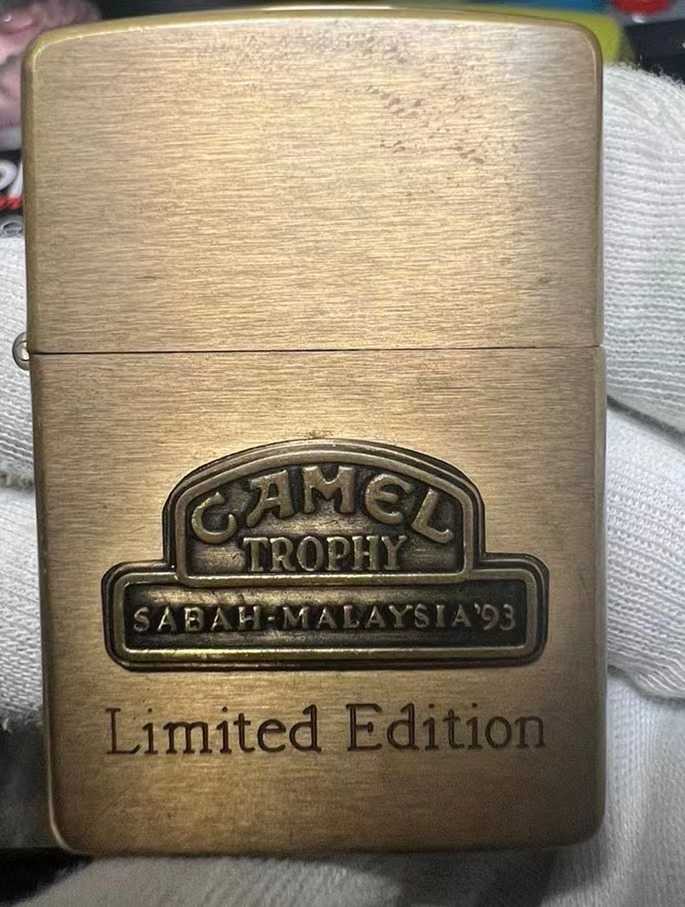 CAMEL
TROPHY
SABAH-MALAYSIA'93
Limited Edition